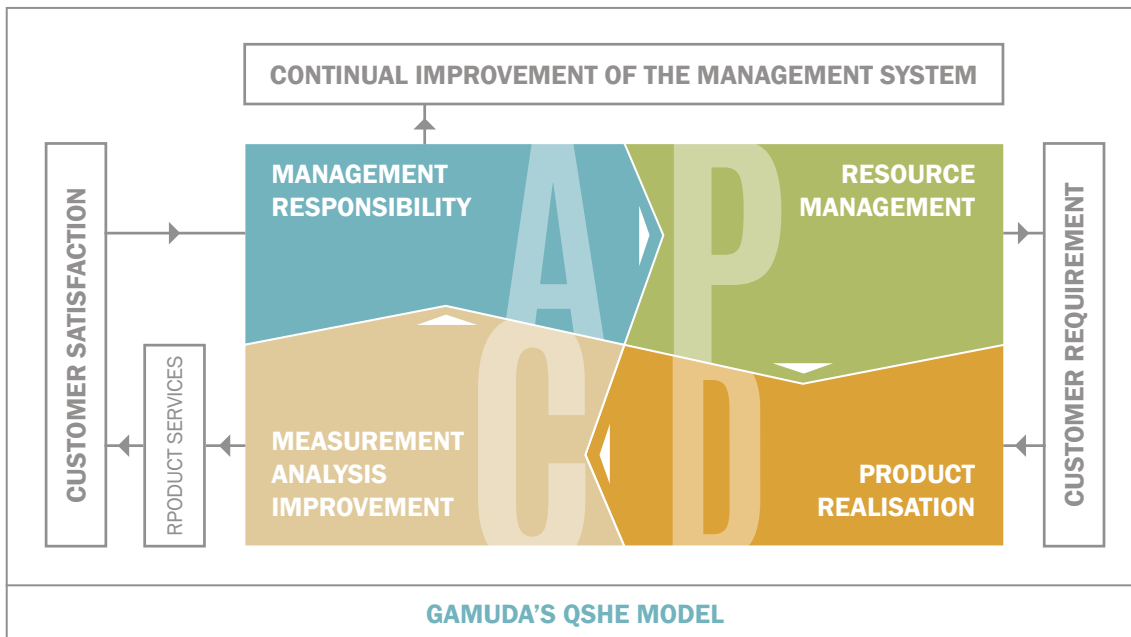 CONTINUAL IMPROVEMENT OF THE MANAGEMENT SYSTEM
CUSTOMER SATISFACTION
RPODUCT SERVICES
MANAGEMENT
RESPONSIBILITY
A
P
RESOURCE
MANAGEMENT
MEASUREMENT
ANALYSIS
IMPROVEMENT
C
D
PRODUCT
REALISATION
CUSTOMER REQUIREMENT
GAMUDA'S QSHE MODEL